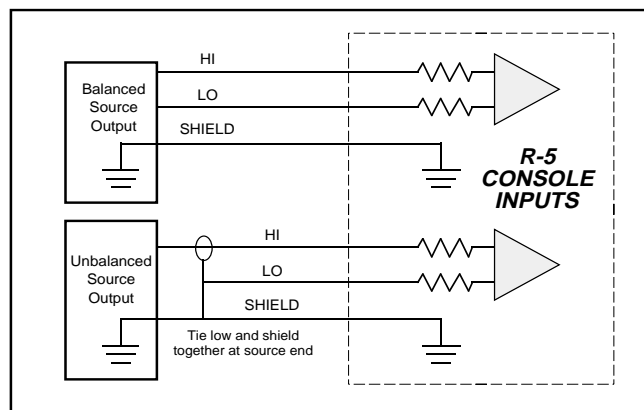 HI
Balanced
Source
Output
LO
SHIELD
R-5
CONSOLE
INPUTS
Unbalanced
Source
Output
HI
LO
SHIELD
Tie low and shield
together at source end